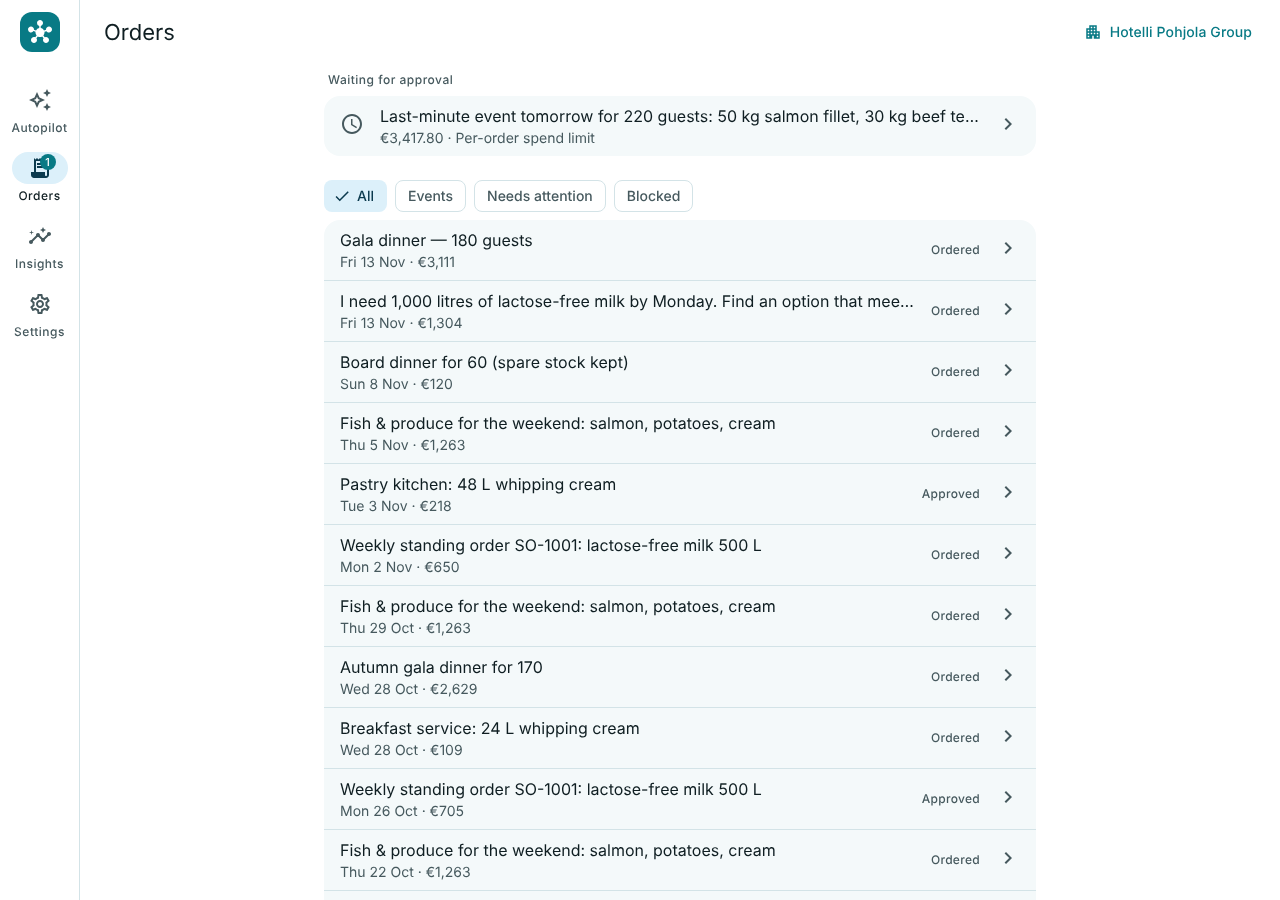 Orders
Hotelli Pohjola Group
Autopilot
1
Orders
Insights
Settings
Waiting for approval
Last-minute event tomorrow for 220 guests: 50 kg salmon fillet, 30 kg beef te…
€3,417.80 · Per-order spend limit
All
Events
Needs attention
Blocked
Gala dinner — 180 guests
Fri 13 Nov · €3,111
Ordered
I need 1,000 litres of lactose-free milk by Monday. Find an option that mee…
Fri 13 Nov · €1,304
Ordered
Board dinner for 60 (spare stock kept)
Sun 8 Nov · €120
Ordered
Fish & produce for the weekend: salmon, potatoes, cream
Thu 5 Nov · €1,263
Ordered
Pastry kitchen: 48 L whipping cream
Tue 3 Nov · €218
Approved
Weekly standing order SO-1001: lactose-free milk 500 L
Mon 2 Nov · €650
Ordered
Fish & produce for the weekend: salmon, potatoes, cream
Thu 29 Oct · €1,263
Ordered
Autumn gala dinner for 170
Wed 28 Oct · €2,629
Ordered
Breakfast service: 24 L whipping cream
Wed 28 Oct · €109
Ordered
Weekly standing order SO-1001: lactose-free milk 500 L
Mon 26 Oct · €705
Approved
Fish & produce for the weekend: salmon, potatoes, cream
Thu 22 Oct · €1,263
Ordered